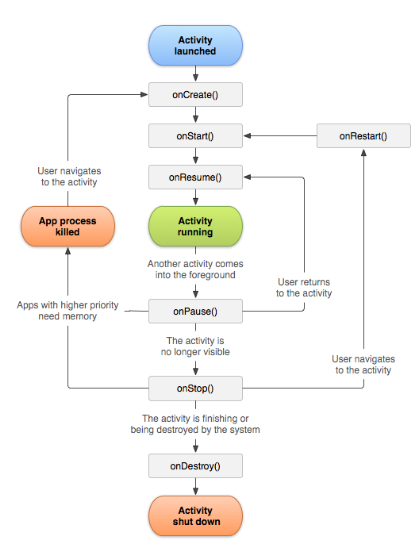 Activity
launched
onCreate()
onStart()
onRestart()
User navigates
to the activity
onResume()
App process
killed
Activity
running
Another activity comes
into the foreground
User returns
to the activity
Apps with higher priority
need memory
onPause()
The activity is
no longer visible
User navigates
to the activity
onStop()
The activity is finishing or
being destroyed by the system
onDestroy()
Activity
shut down